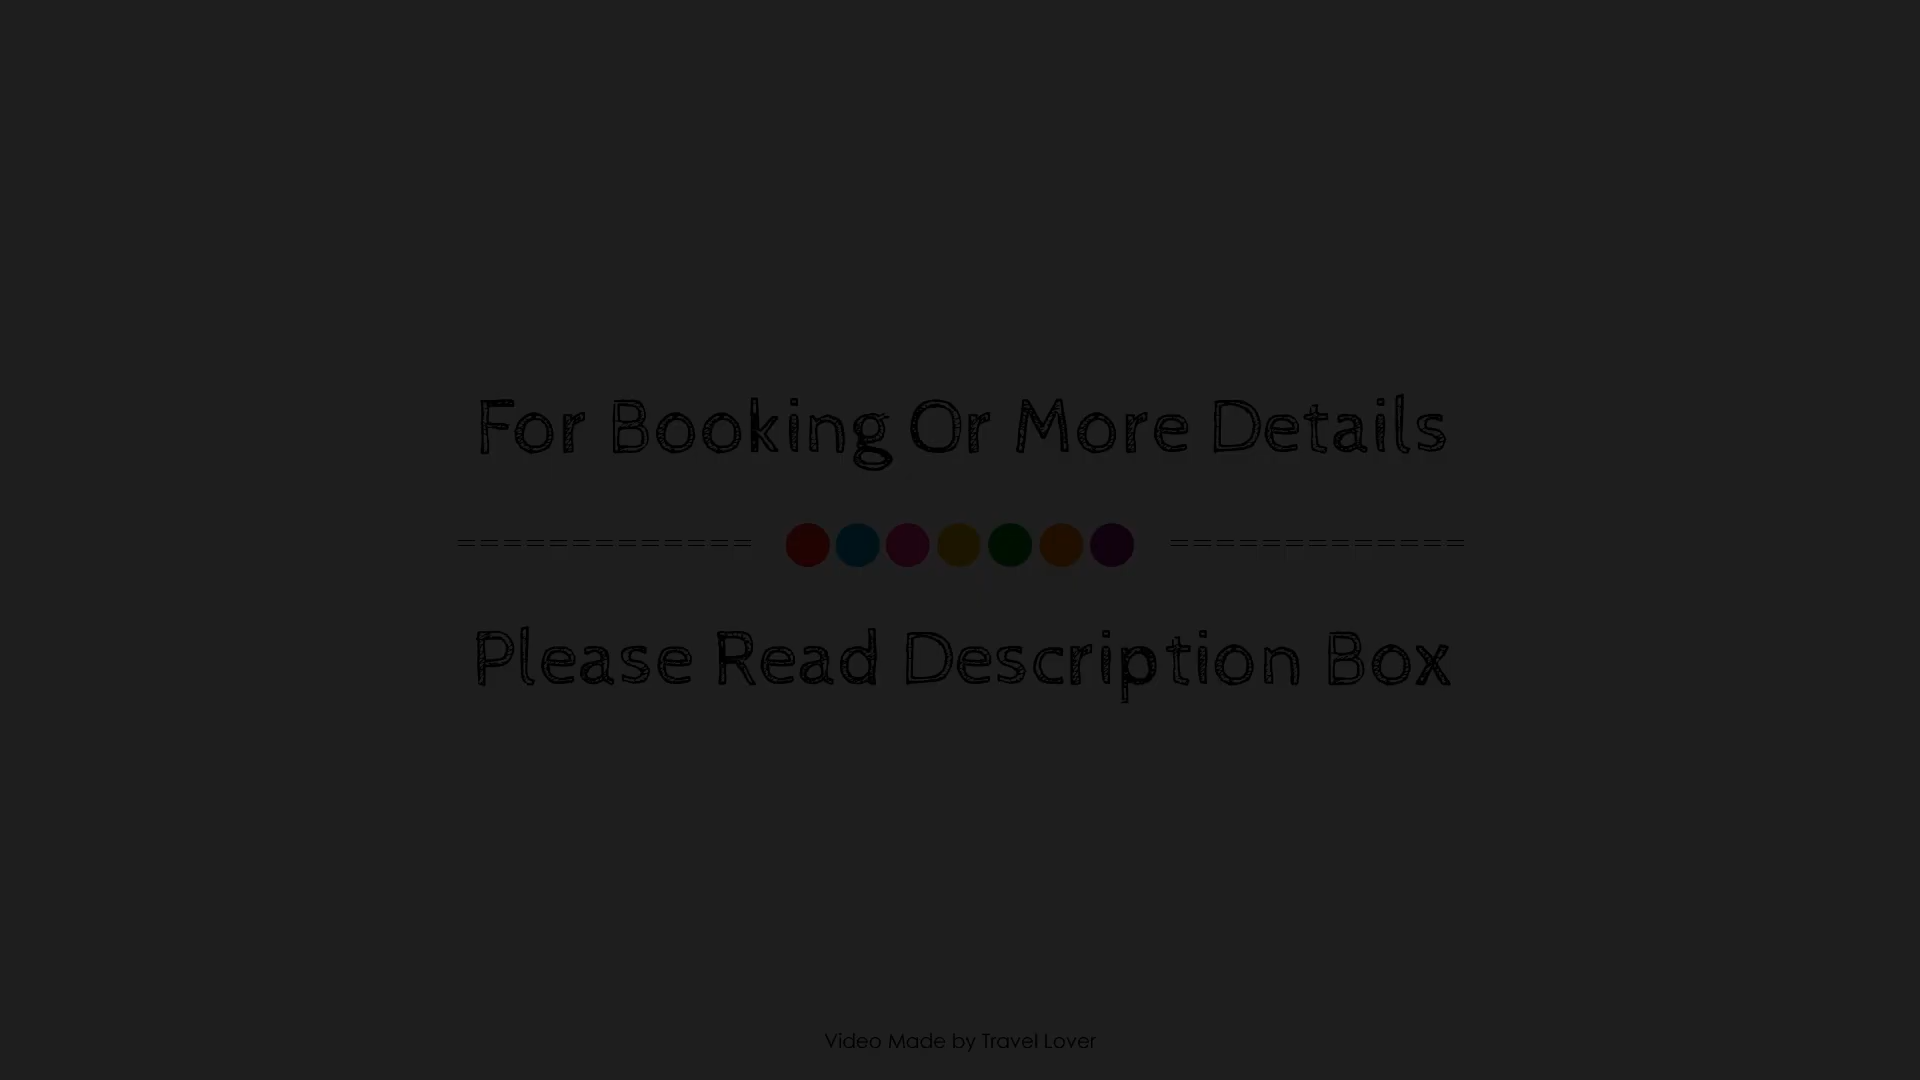 For Booking Or More Details
============= =============
Please Read Description Box
Video Made by Travel Lover